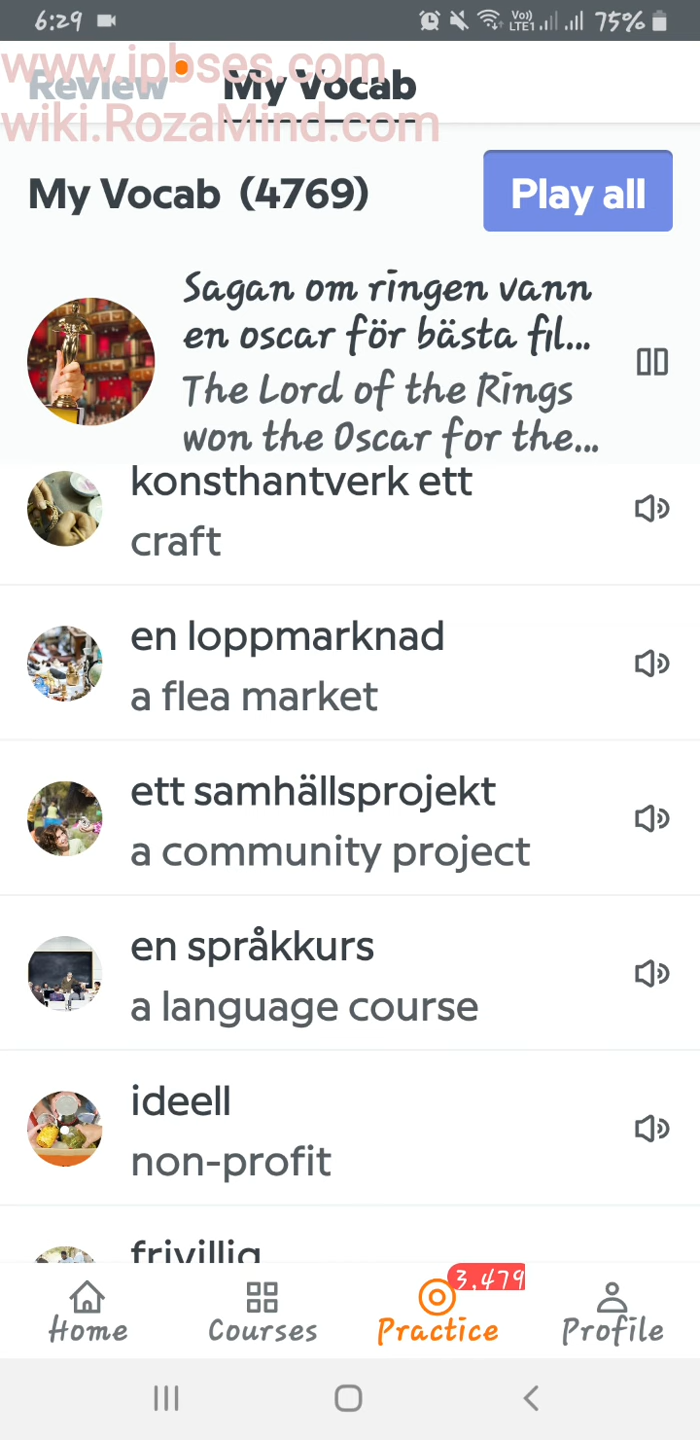 6:29
Vo))
LTE1
75%
www.ipbses.com
Review
My Vocab
wiki.RozaMind.com
My Vocab (4769)
Play all
Sagan om ringen vann
en oscar för bästa fil...
The Lord of the Rings
won the Oscar for the...
konsthantverk ett
craft
en loppmarknad
a flea market
ett samhällsprojekt
a community project
en språkkurs
a language course
ideell
non-profit
frivillig
3,479
Home
Courses
Practice
Profile